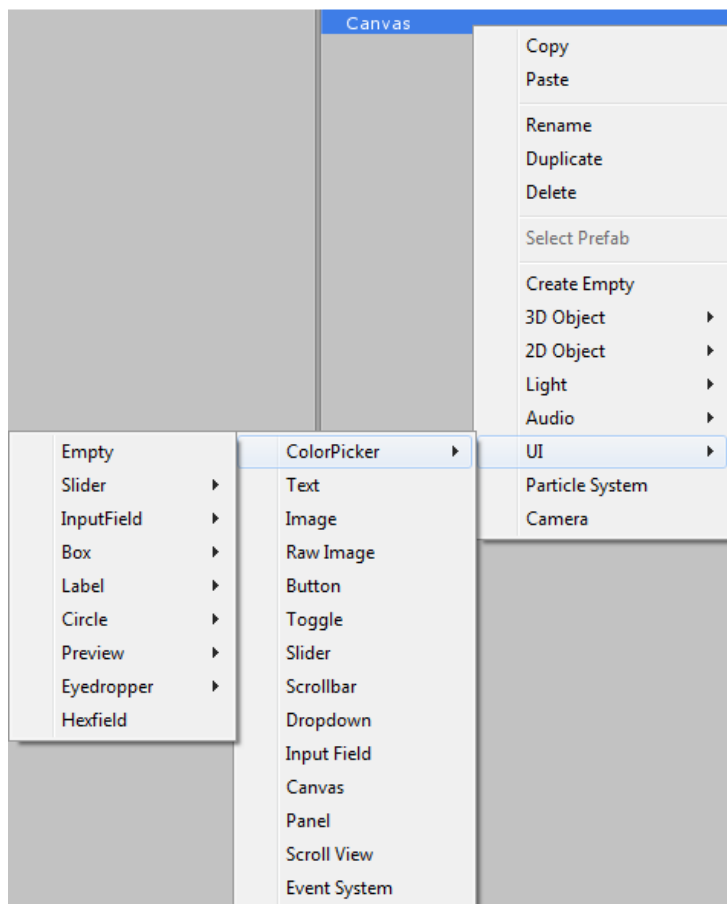 Canvas
Copy
Paste
Rename
Duplicate
Delete
Select Prefab
Create Empty
3D Object
2D Object
Light
Audio
UI
Particle System
Camera
ColorPicker
Text
Image
Raw Image
Button
Toggle
Slider
Scrollbar
Dropdown
Input Field
Canvas
Panel
Scroll View
Event System
Empty
Slider
InputField
Box
Label
Circle
Preview
Eyedropper
Hexfield